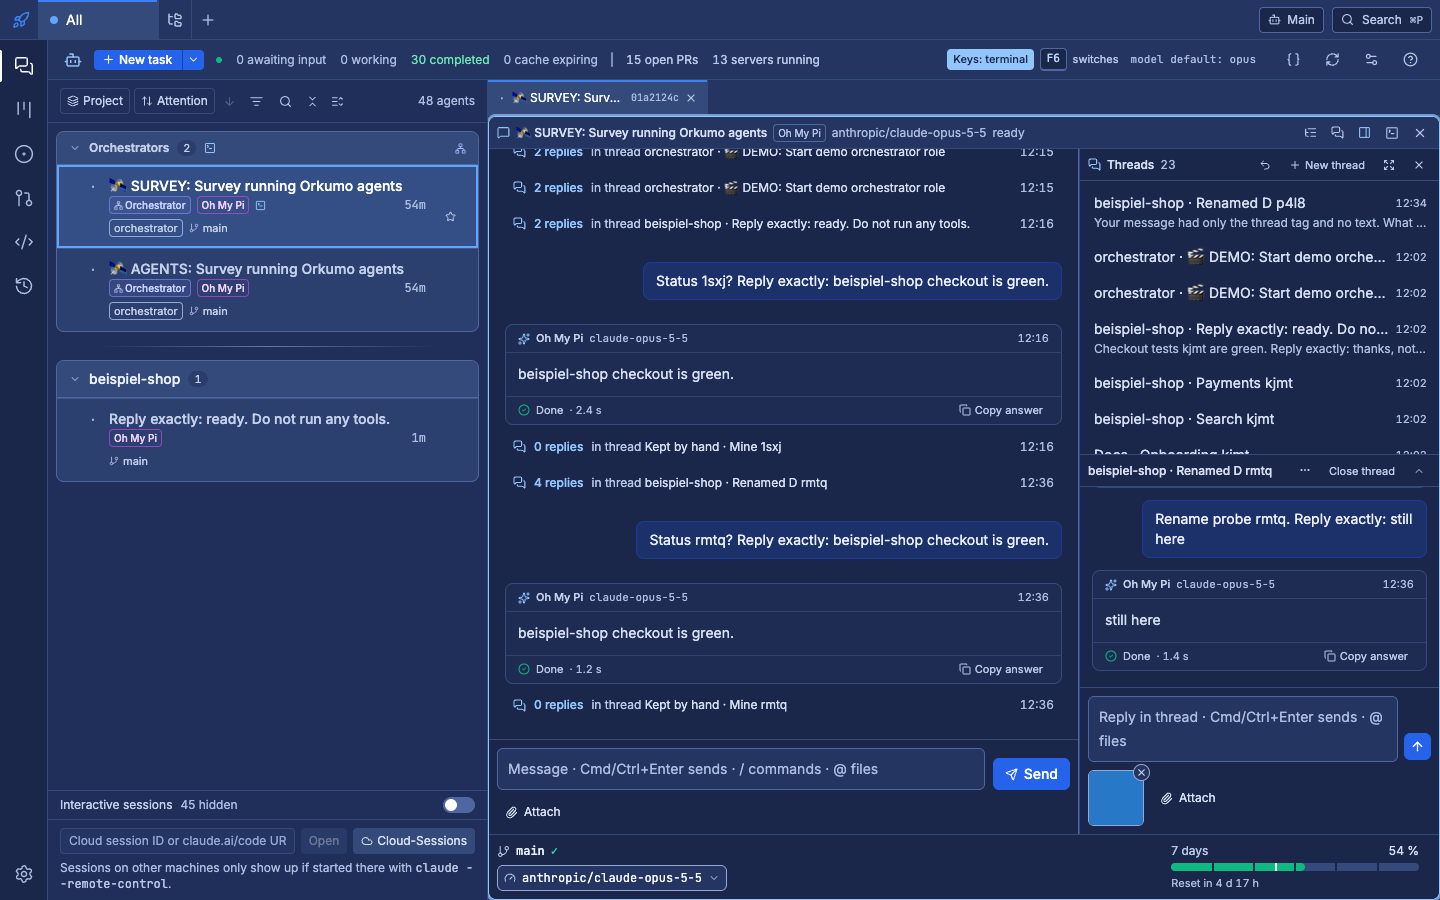 All
Main
Search ⌘P
New task
0 awaiting input
0 working
30 completed
0 cache expiring
15 open PRs
13 servers running
Keys: terminal
F6
switches
model default: opus
Project
Attention
48 agents
Orchestrators 2
SURVEY: Survey running Orkumo agents
Orchestrator
Oh My Pi
54m
orchestrator
main
AGENTS: Survey running Orkumo agents
Orchestrator
Oh My Pi
54m
orchestrator
main
beispiel-shop 1
Reply exactly: ready. Do not run any tools.
Oh My Pi
1m
main
Interactive sessions 45 hidden
Cloud session ID or claude.ai/code UR
Open
Cloud-Sessions
Sessions on other machines only show up if started there with claude -
-remote-control.
SURVEY: Surv... 01a2124c
SURVEY: Survey running Orkumo agents Oh My Pi anthropic/claude-opus-5-5 ready
2 replies in thread orchestrator · DEMO: Start demo orchestrator role 12:15
2 replies in thread orchestrator · DEMO: Start demo orchestrator role 12:15
2 replies in thread beispiel-shop · Reply exactly: ready. Do not run any tools. 12:16
Status 1sxj? Reply exactly: beispiel-shop checkout is green.
Oh My Pi claude-opus-5-5 12:16
beispiel-shop checkout is green.
Done · 2.4 s
Copy answer
0 replies in thread Kept by hand · Mine 1sxj 12:16
4 replies in thread beispiel-shop · Renamed D rmtq 12:36
Status rmtq? Reply exactly: beispiel-shop checkout is green.
Oh My Pi claude-opus-5-5 12:36
beispiel-shop checkout is green.
Done · 1.2 s
Copy answer
0 replies in thread Kept by hand · Mine rmtq 12:36
Message · Cmd/Ctrl+Enter sends · / commands · @ files
Send
Attach
main ✓
anthropic/claude-opus-5-5
Threads 23
New thread
beispiel-shop · Renamed D p4l8 12:34
Your message had only the thread tag and no text. What ...
orchestrator · DEMO: Start demo orche... 12:02
orchestrator · DEMO: Start demo orche... 12:02
beispiel-shop · Reply exactly: ready. Do no... 12:02
Checkout tests kjmt are green. Reply exactly: thanks, not...
beispiel-shop · Payments kjmt 12:02
beispiel-shop · Search kjmt 12:02
Docs · Onboarding kjmt 12:02
beispiel-shop · Renamed D rmtq
Close thread
Rename probe rmtq. Reply exactly: still
here
Oh My Pi claude-opus-5-5 12:36
still here
Done · 1.4 s
Copy answer
Reply in thread · Cmd/Ctrl+Enter sends · @
files
Attach
7 days 54 %
Reset in 4 d 17 h